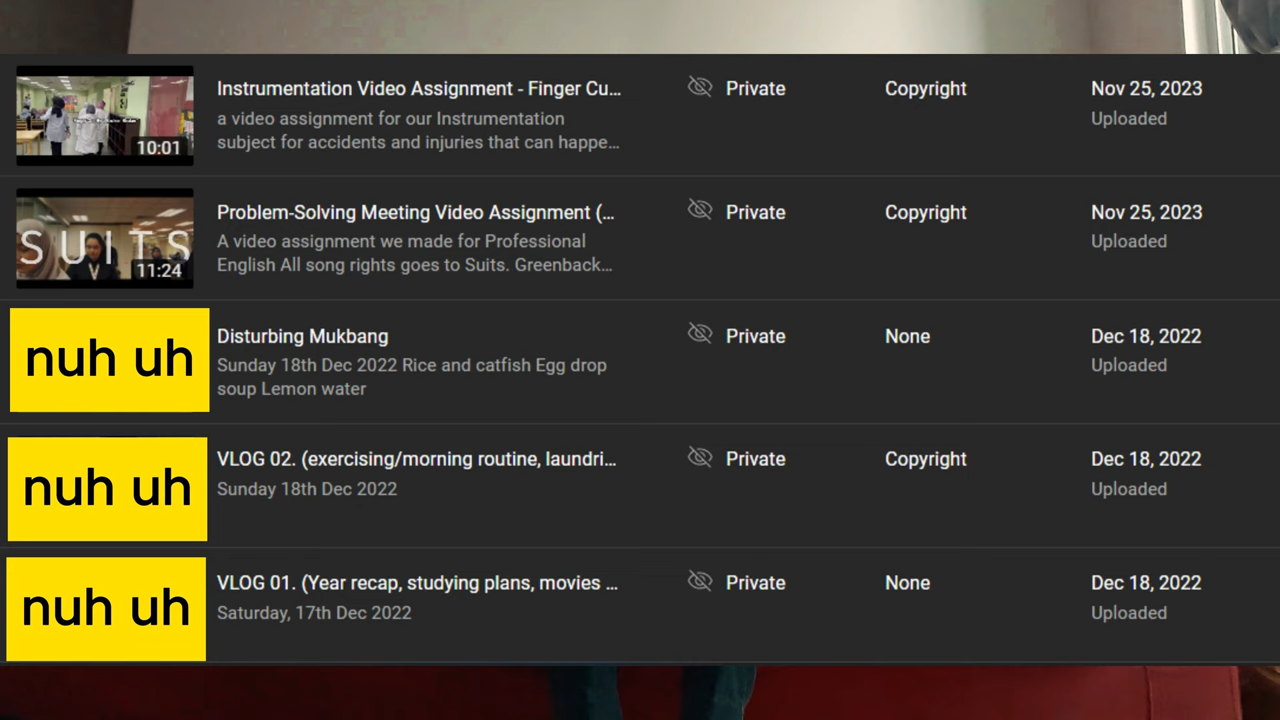 Instrumentation Video Assignment - Finger Cu...
a video assignment for our Instrumentation
subject for accidents and injuries that can happe...
10:01
Private
Copyright
Nov 25, 2023
Uploaded
Problem-Solving Meeting Video Assignment (...
A video assignment we made for Professional
English All song rights goes to Suits. Greenback...
SUITS
11:24
Private
Copyright
Nov 25, 2023
Uploaded
nuh uh
Disturbing Mukbang
Sunday 18th Dec 2022 Rice and catfish Egg drop
soup Lemon water
Private
None
Dec 18, 2022
Uploaded
nuh uh
VLOG 02. (exercising/morning routine, laundri...
Sunday 18th Dec 2022
Private
Copyright
Dec 18, 2022
Uploaded
nuh uh
VLOG 01. (Year recap, studying plans, movies ...
Saturday, 17th Dec 2022
Private
None
Dec 18, 2022
Uploaded